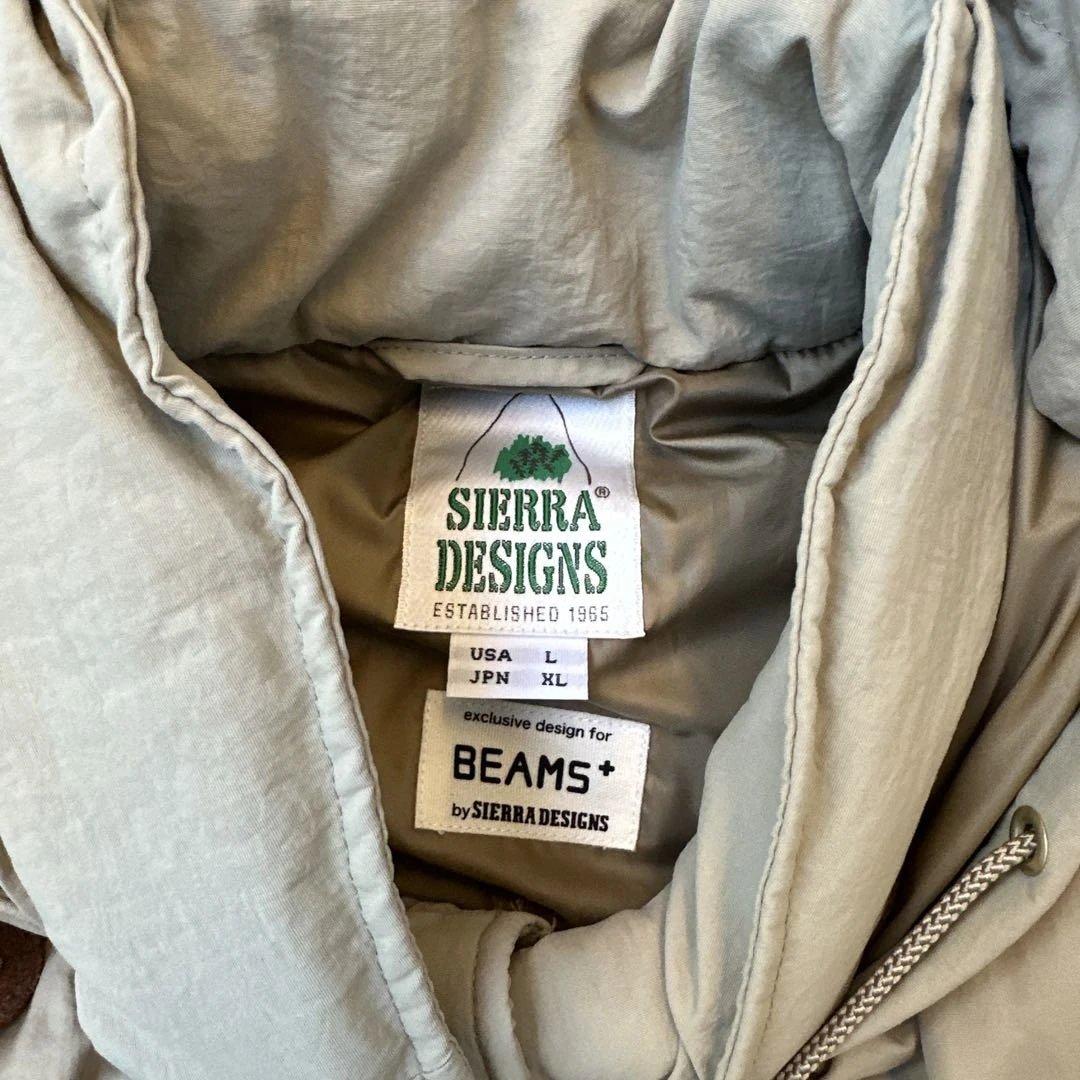 SIERRA®
DESIGNS
ESTABLISHED 1965
USA L
JPN XL
exclusive design for
BEAMS+
by SIERRA DESIGNS